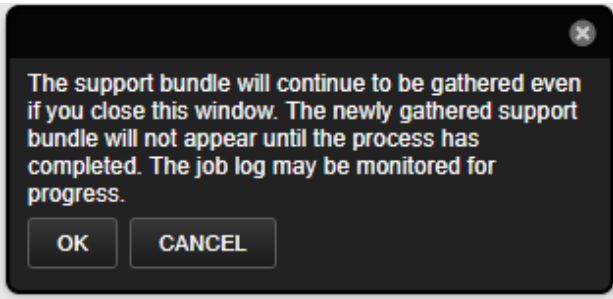 The support bundle will continue to be gathered even
if you close this window. The newly gathered support
bundle will not appear until the process has
completed. The job log may be monitored for
progress.
OK CANCEL